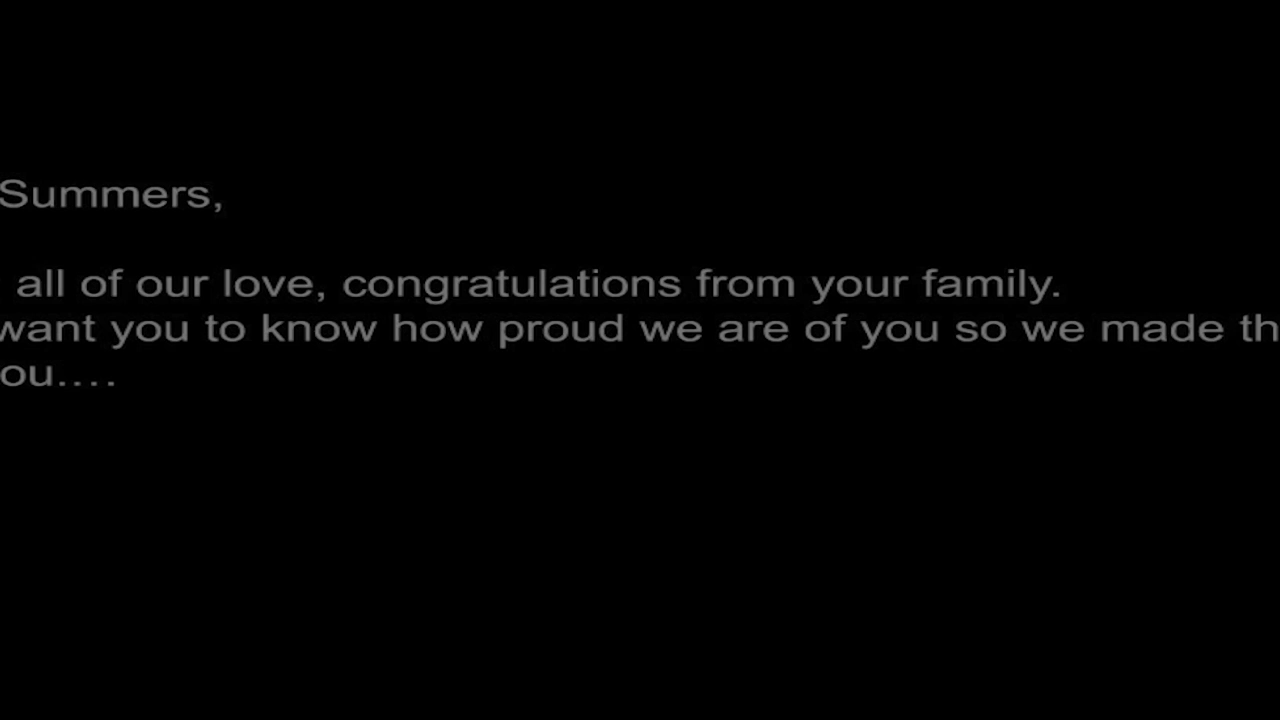 Summers,
all of our love, congratulations from your family.
want you to know how proud we are of you so we made th
ou....